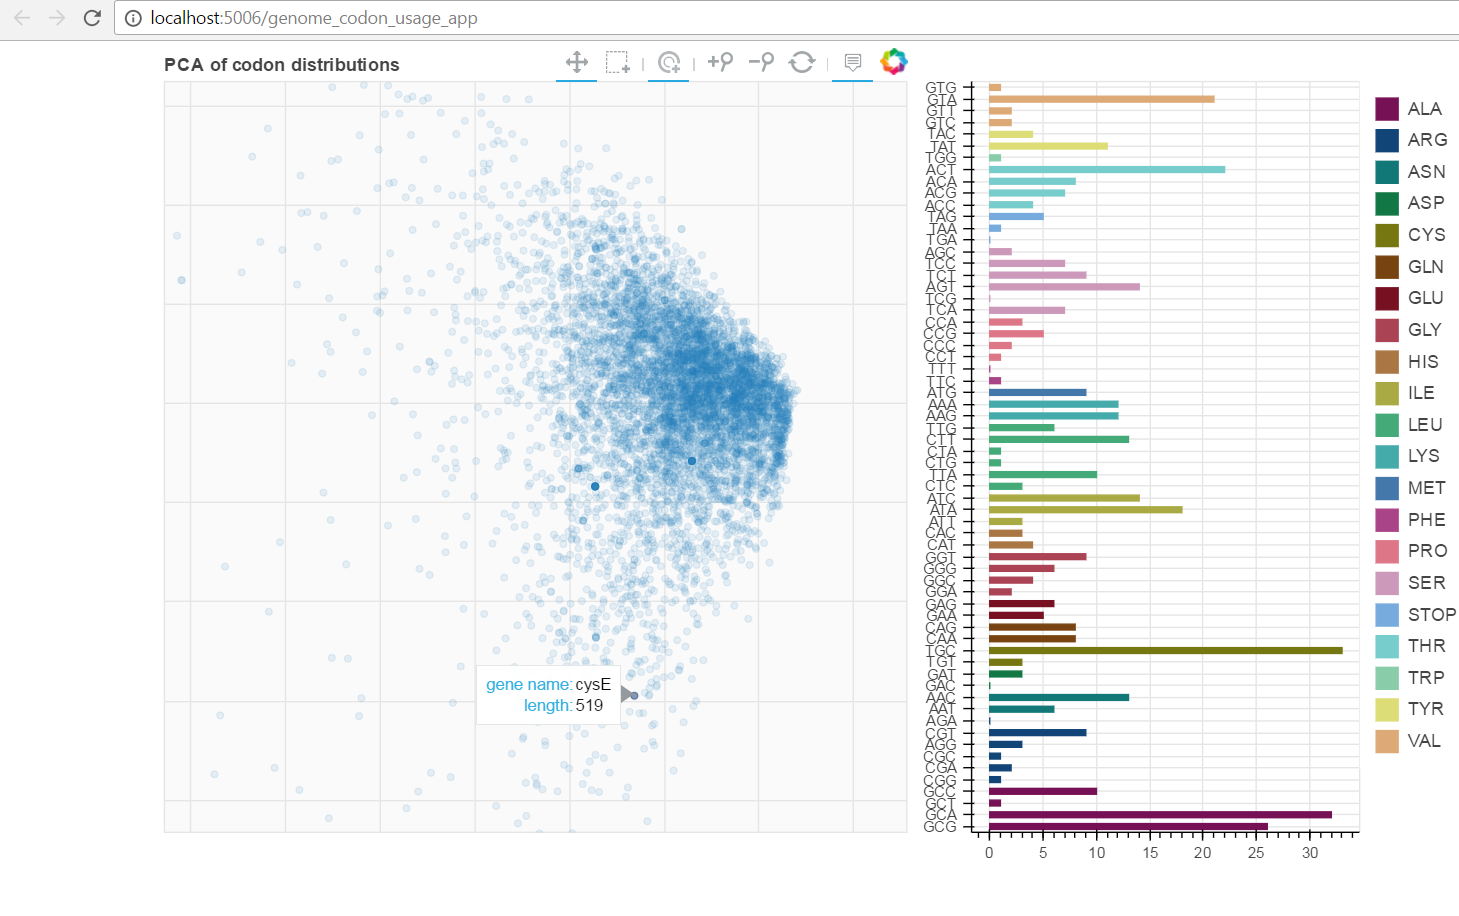 localhost:5006/genome_codon_usage_app
PCA of codon distributions
gene name: cysE
length: 519
GTG
GTA
GTT
GTC
TAC
TAT
TGG
ACT
ACA
ACG
ACC
TAG
TAA
TGA
AGC
TCC
TCT
AGT
TCG
TCA
CCA
CCG
CCC
CCT
TTT
TTC
ATG
AAA
AAG
TTG
CTT
CTA
CTG
TTA
CTC
ATC
ATA
ATT
CAC
CAT
GGT
GGG
GGC
GGA
GAG
GAA
CAG
CAA
TGC
TGT
GAT
GAC
AAC
AAT
AGA
CGT
AGG
CGC
CGA
CGG
GCC
GCT
GCA
GCG
0 5 10 15 20 25 30
ALA
ARG
ASN
ASP
CYS
GLN
GLU
GLY
HIS
ILE
LEU
LYS
MET
PHE
PRO
SER
STOP
THR
TRP
TYR
VAL